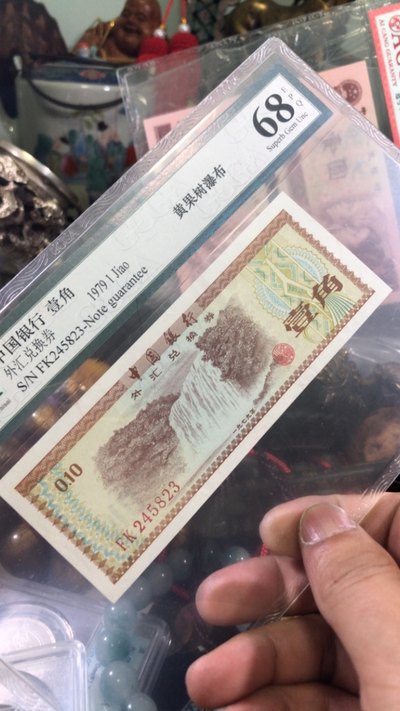 中国银行 壹角
外汇兑换券
S/N FK245823-Note guarantee
1979 1 Jiao
黄果树瀑布
68
EPQ
Superb Gem Unc
中国银行
外汇兑换券
壹角
0.10
FK245823